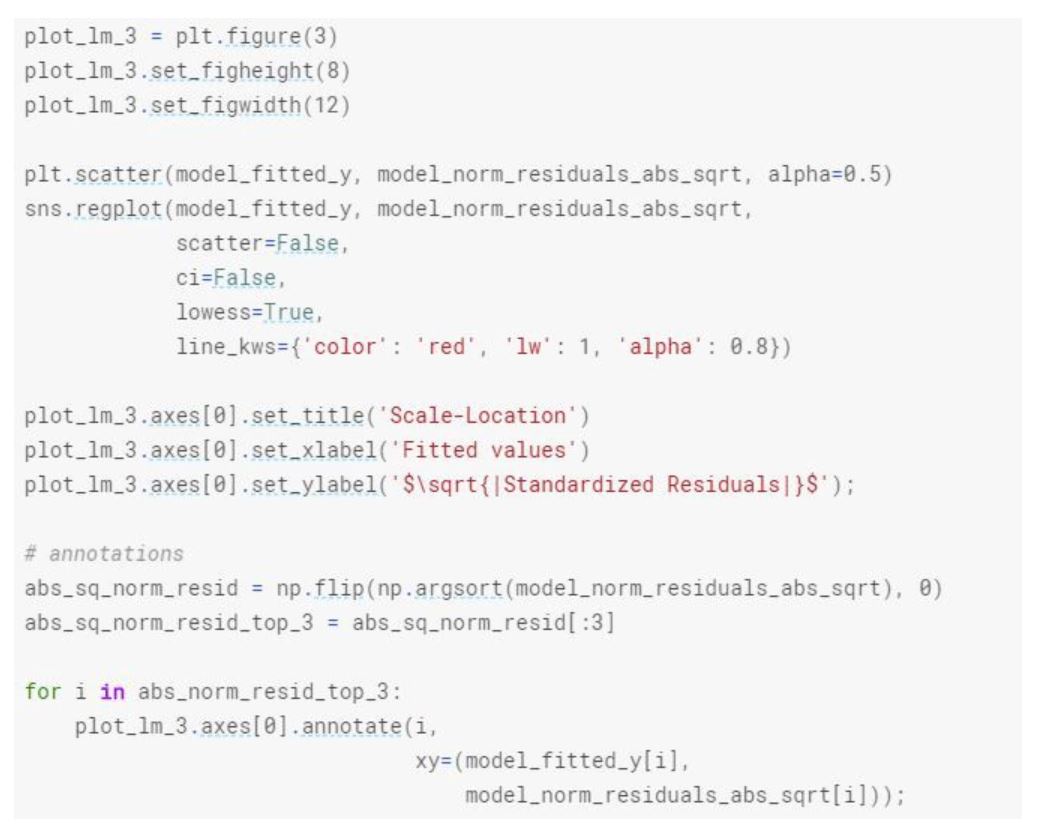 plot_lm_3 = plt.figure(3)
plot_lm_3.set_figheight(8)
plot_lm_3.set_figwidth(12)
plt.scatter(model_fitted_y, model_norm_residuals_abs_sqrt, alpha=0.5)
sns.regplot(model_fitted_y, model_norm_residuals_abs_sqrt,
            scatter=False,
            ci=False,
            lowess=True,
            line_kws={'color': 'red', 'lw': 1, 'alpha': 0.8})
plot_lm_3.axes[0].set_title('Scale-Location')
plot_lm_3.axes[0].set_xlabel('Fitted values')
plot_lm_3.axes[0].set_ylabel('$\sqrt{|Standardized Residuals|}$');
# annotations
abs_sq_norm_resid = np.flip(np.argsort(model_norm_residuals_abs_sqrt), 0)
abs_sq_norm_resid_top_3 = abs_sq_norm_resid[:3]
for i in abs_norm_resid_top_3:
    plot_lm_3.axes[0].annotate(i,
                               xy=(model_fitted_y[i],
                                   model_norm_residuals_abs_sqrt[i]));